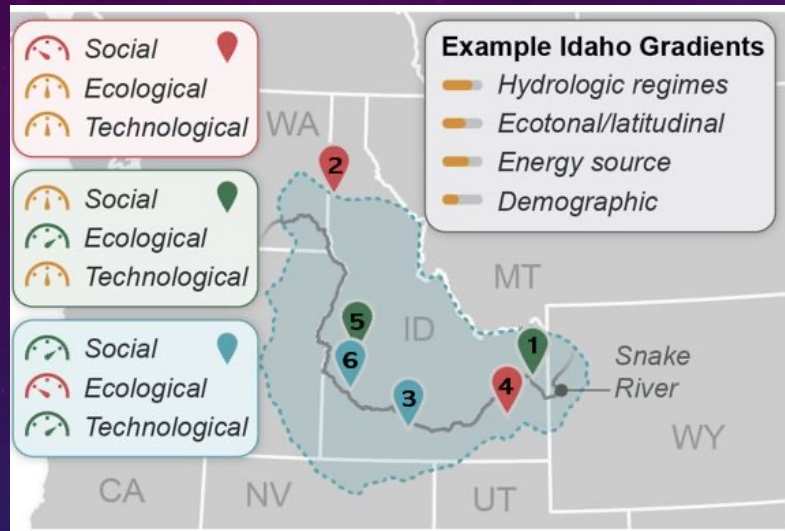 Social
Ecological
Technological
Social
Ecological
Technological
Social
Ecological
Technological
Example Idaho Gradients
Hydrologic regimes
Ecotonal/latitudinal
Energy source
Demographic
WA
2
MT
ID
5
6
3
4
1
Snake
River
WY
CA
NV
UT